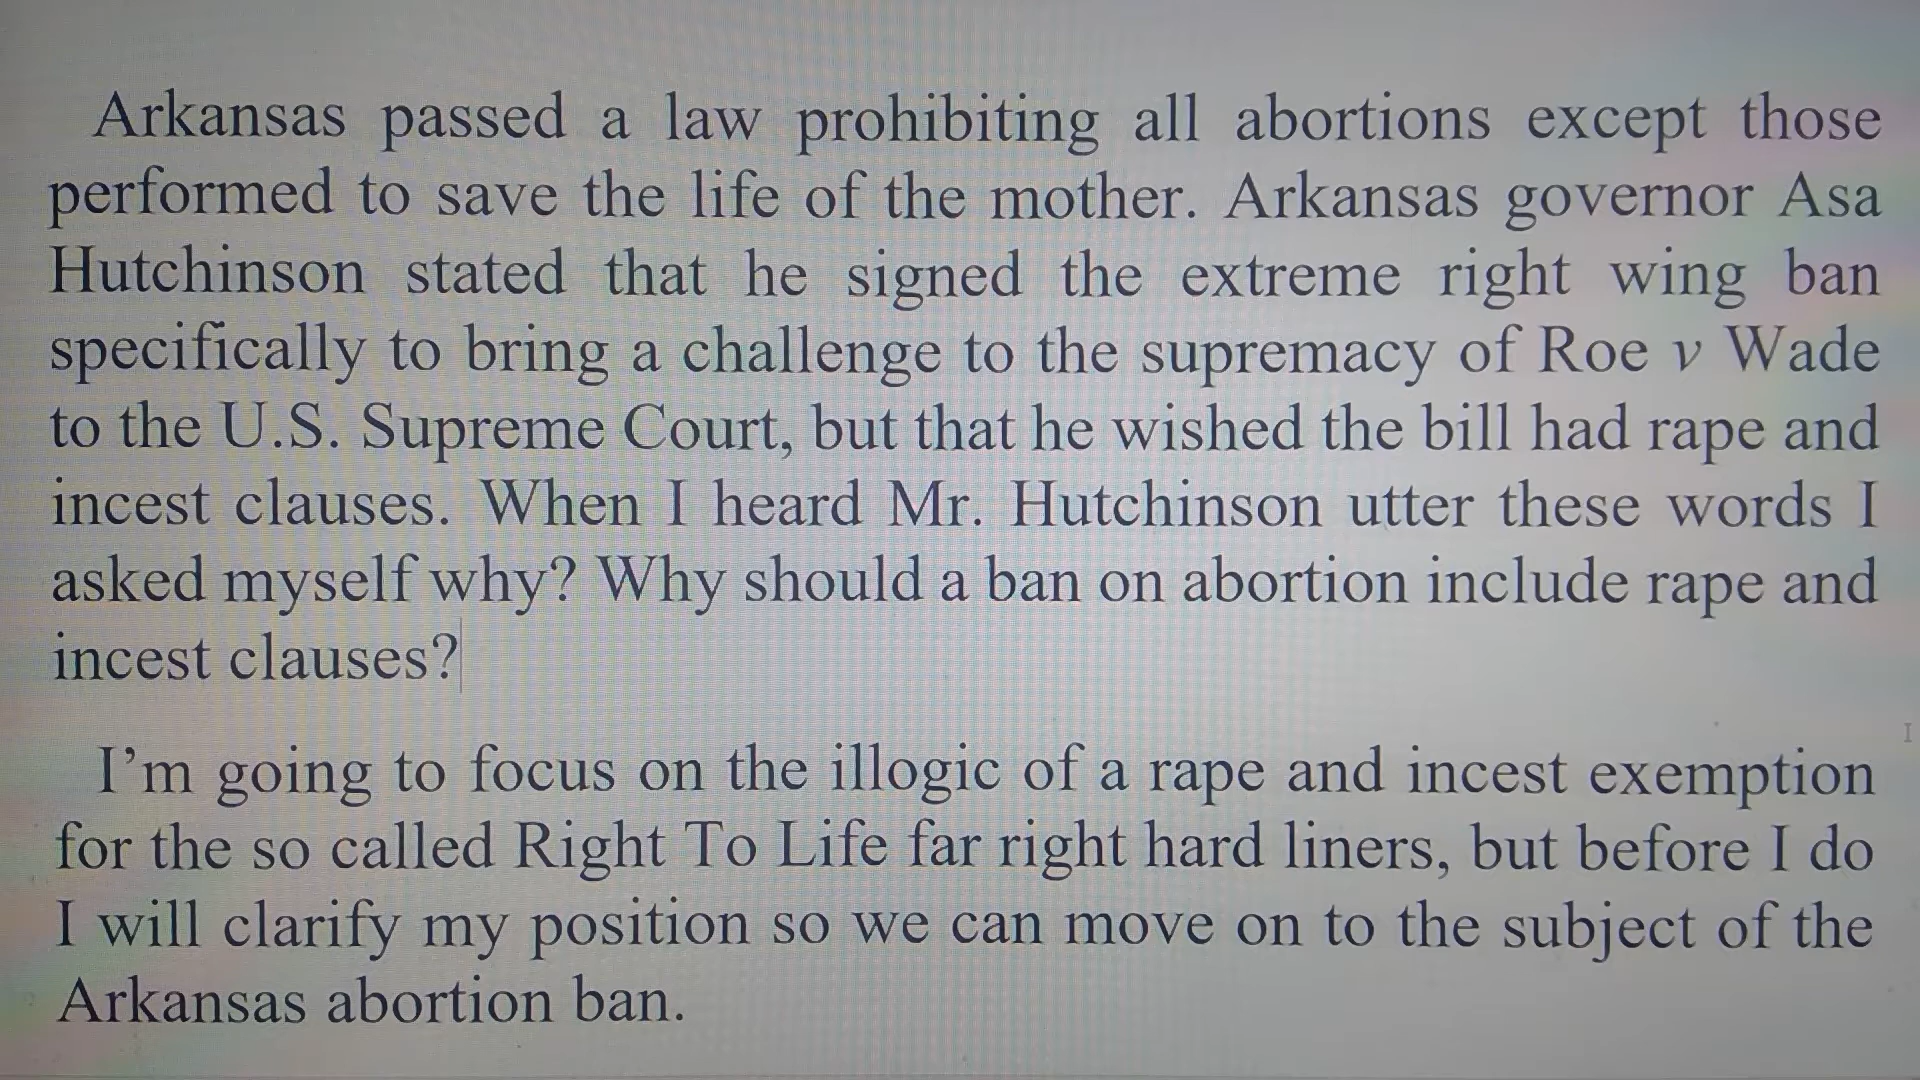 Arkansas passed a law prohibiting all abortions except those
performed to save the life of the mother. Arkansas governor Asa
Hutchinson stated that he signed the extreme right wing ban
specifically to bring a challenge to the supremacy of Roe v Wade
to the U.S. Supreme Court, but that he wished the bill had rape and
incest clauses. When I heard Mr. Hutchinson utter these words I
asked myself why? Why should a ban on abortion include rape and
incest clauses?
I’m going to focus on the illogic of a rape and incest exemption
for the so called Right To Life far right hard liners, but before I do
I will clarify my position so we can move on to the subject of the
Arkansas abortion ban.